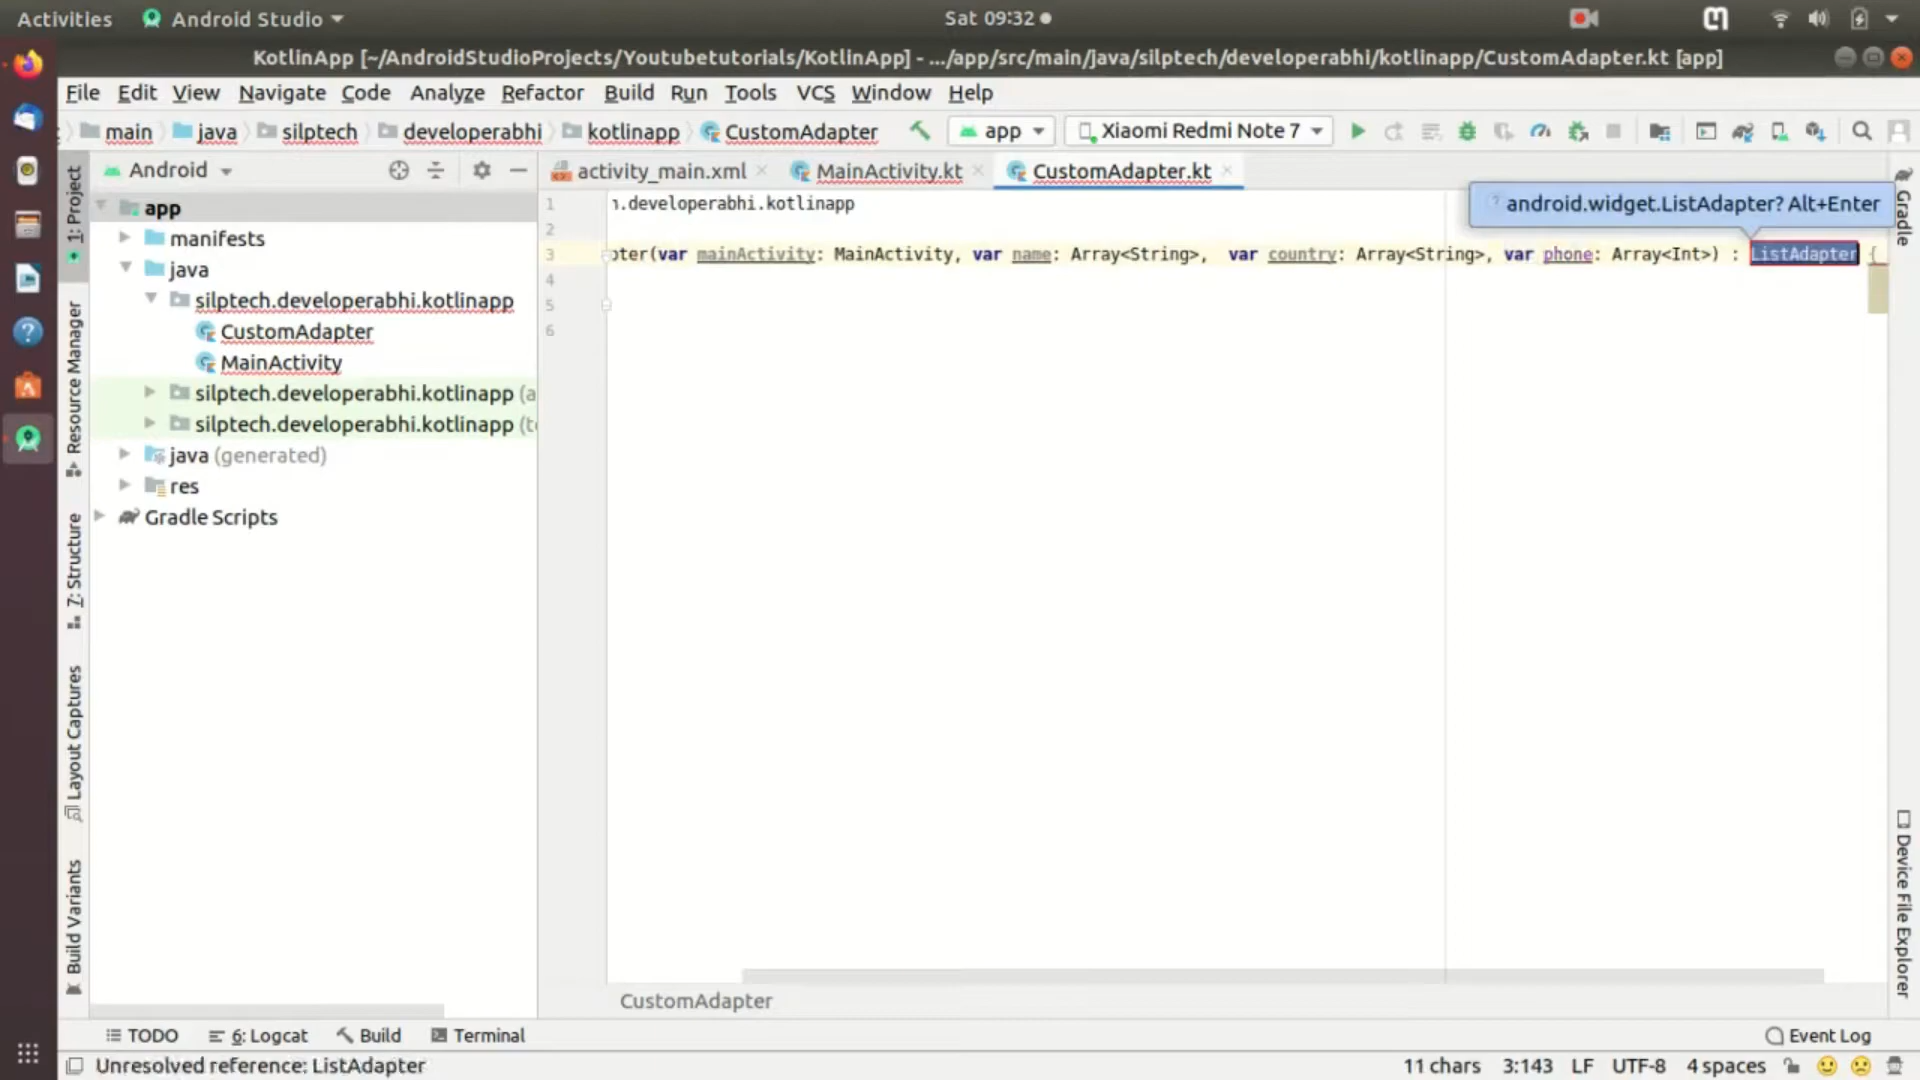 Activities Android Studio Sat 09:32
KotlinApp [~/AndroidStudioProjects/Youtubetutorials/KotlinApp] - .../app/src/main/java/silptech/developerabhi/kotlinapp/CustomAdapter.kt [app]
File Edit View Navigate Code Analyze Refactor Build Run Tools VCS Window Help
main java silptech developerabhi kotlinapp CustomAdapter app Xiaomi Redmi Note 7
Android activity_main.xml MainActivity.kt CustomAdapter.kt
1: Project
Resource Manager
7: Structure
Layout Captures
Build Variants
app
manifests
java
silptech.developerabhi.kotlinapp
CustomAdapter
MainActivity
silptech.developerabhi.kotlinapp (a
silptech.developerabhi.kotlinapp (t
java (generated)
res
Gradle Scripts
android.widget.ListAdapter? Alt+Enter
1 .developerabhi.kotlinapp
2
3 pter(var mainActivity: MainActivity, var name: Array<String>, var country: Array<String>, var phone: Array<Int>) : ListAdapter {
4
5
6
CustomAdapter
Gradle
Device File Explorer
TODO 6: Logcat Build Terminal Event Log
Unresolved reference: ListAdapter 11 chars 3:143 LF UTF-8 4 spaces